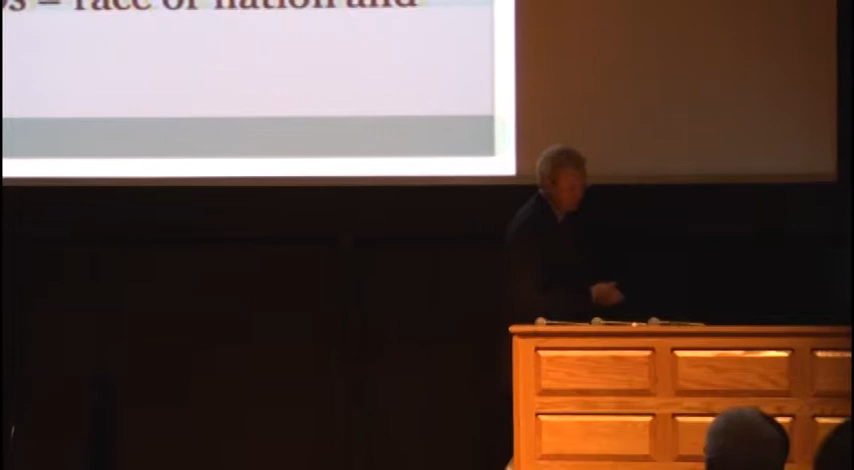 – race or nation and